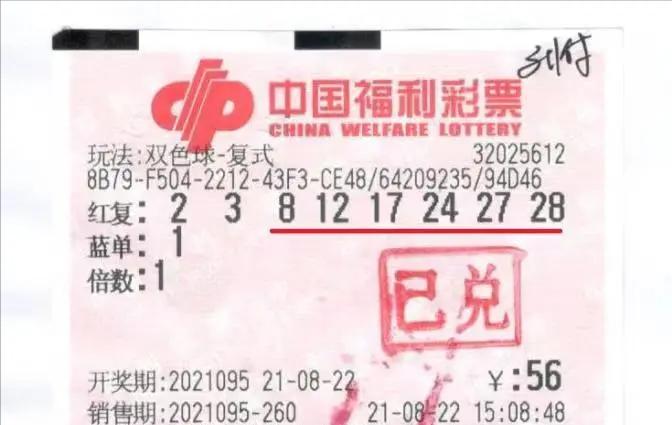 中国福利彩票
CHINA WELFARE LOTTERY
玩法:双色球-复式 32025612
8B79-F504-2212-43F3-CE48/64209235/94D46
红复: 2 3 8 12 17 24 27 28
蓝单: 1
倍数:1
已兑
开奖期:2021095 21-08-22 ¥:56
销售期:2021095-260 21-08-22 15:08:48